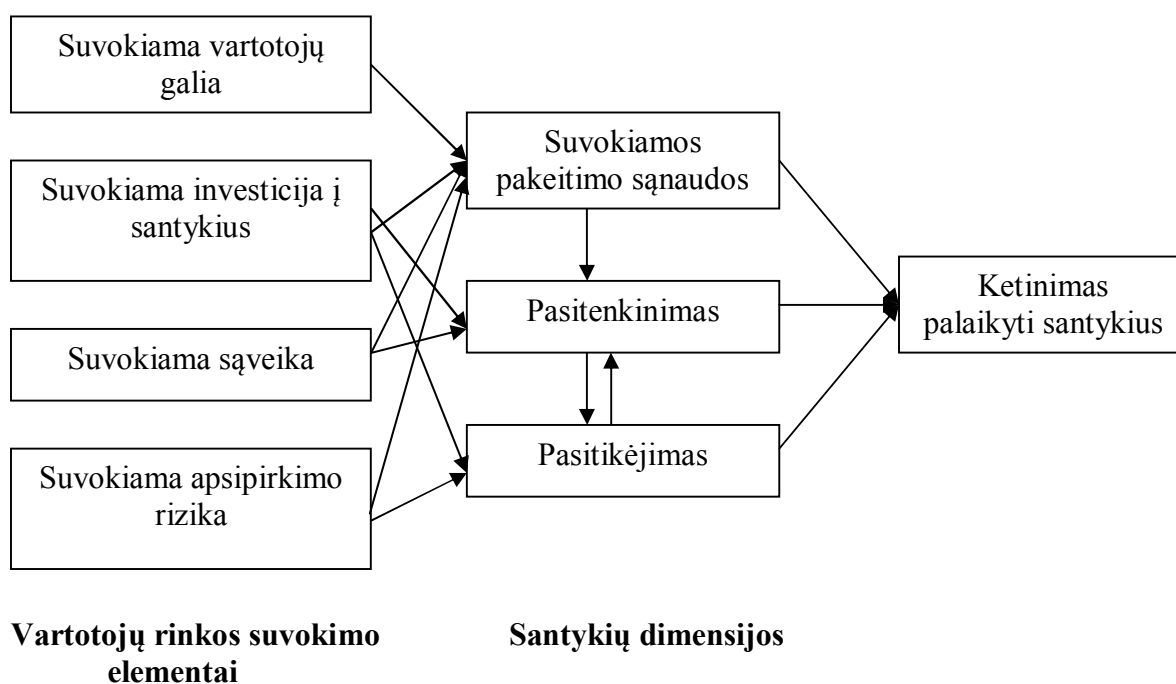 Suvokiama vartotojų
galia
Suvokiama investicija į
santykius
Suvokiama sąveika
Suvokiama apsipirkimo
rizika
Suvokiamos
pakeitimo sąnaudos
Pasitenkinimas
Pasitikėjimas
Ketinimas
palaikyti santykius
Vartotojų rinkos suvokimo
elementai
Santykių dimensijos